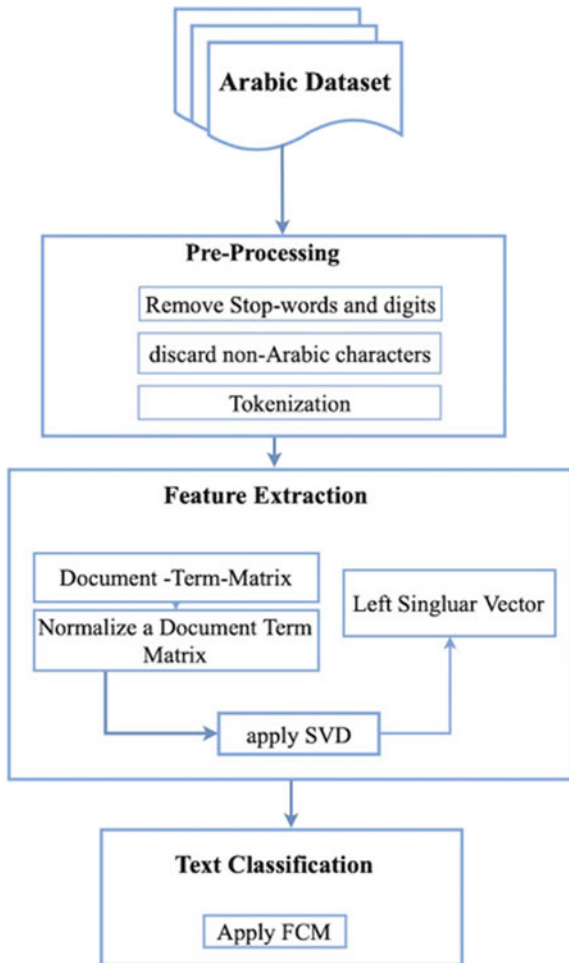 Arabic Dataset
Pre-Processing
Remove Stop-words and digits
discard non-Arabic characters
Tokenization
Feature Extraction
Document -Term-Matrix
Normalize a Document Term
Matrix
Left Singluar Vector
apply SVD
Text Classification
Apply FCM